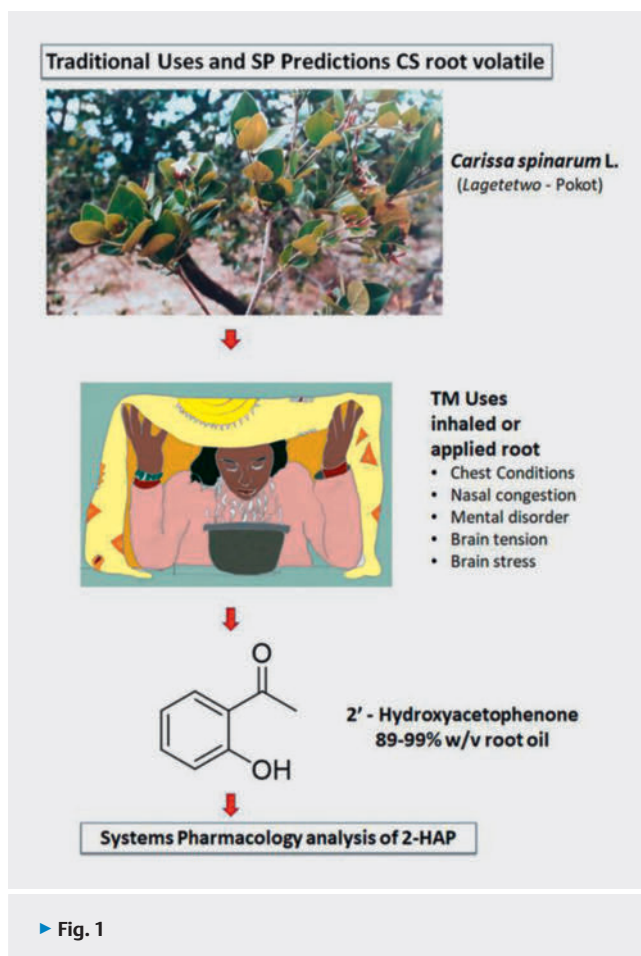 Traditional Uses and SP Predictions CS root volatile
Carissa spinarum L.
(Lagetetwo - Pokot)
TM Uses
inhaled or
applied root
• Chest Conditions
• Nasal congestion
• Mental disorder
• Brain tension
• Brain stress
O
OH
2’ - Hydroxyacetophenone
89-99% w/v root oil
Systems Pharmacology analysis of 2-HAP
► Fig. 1